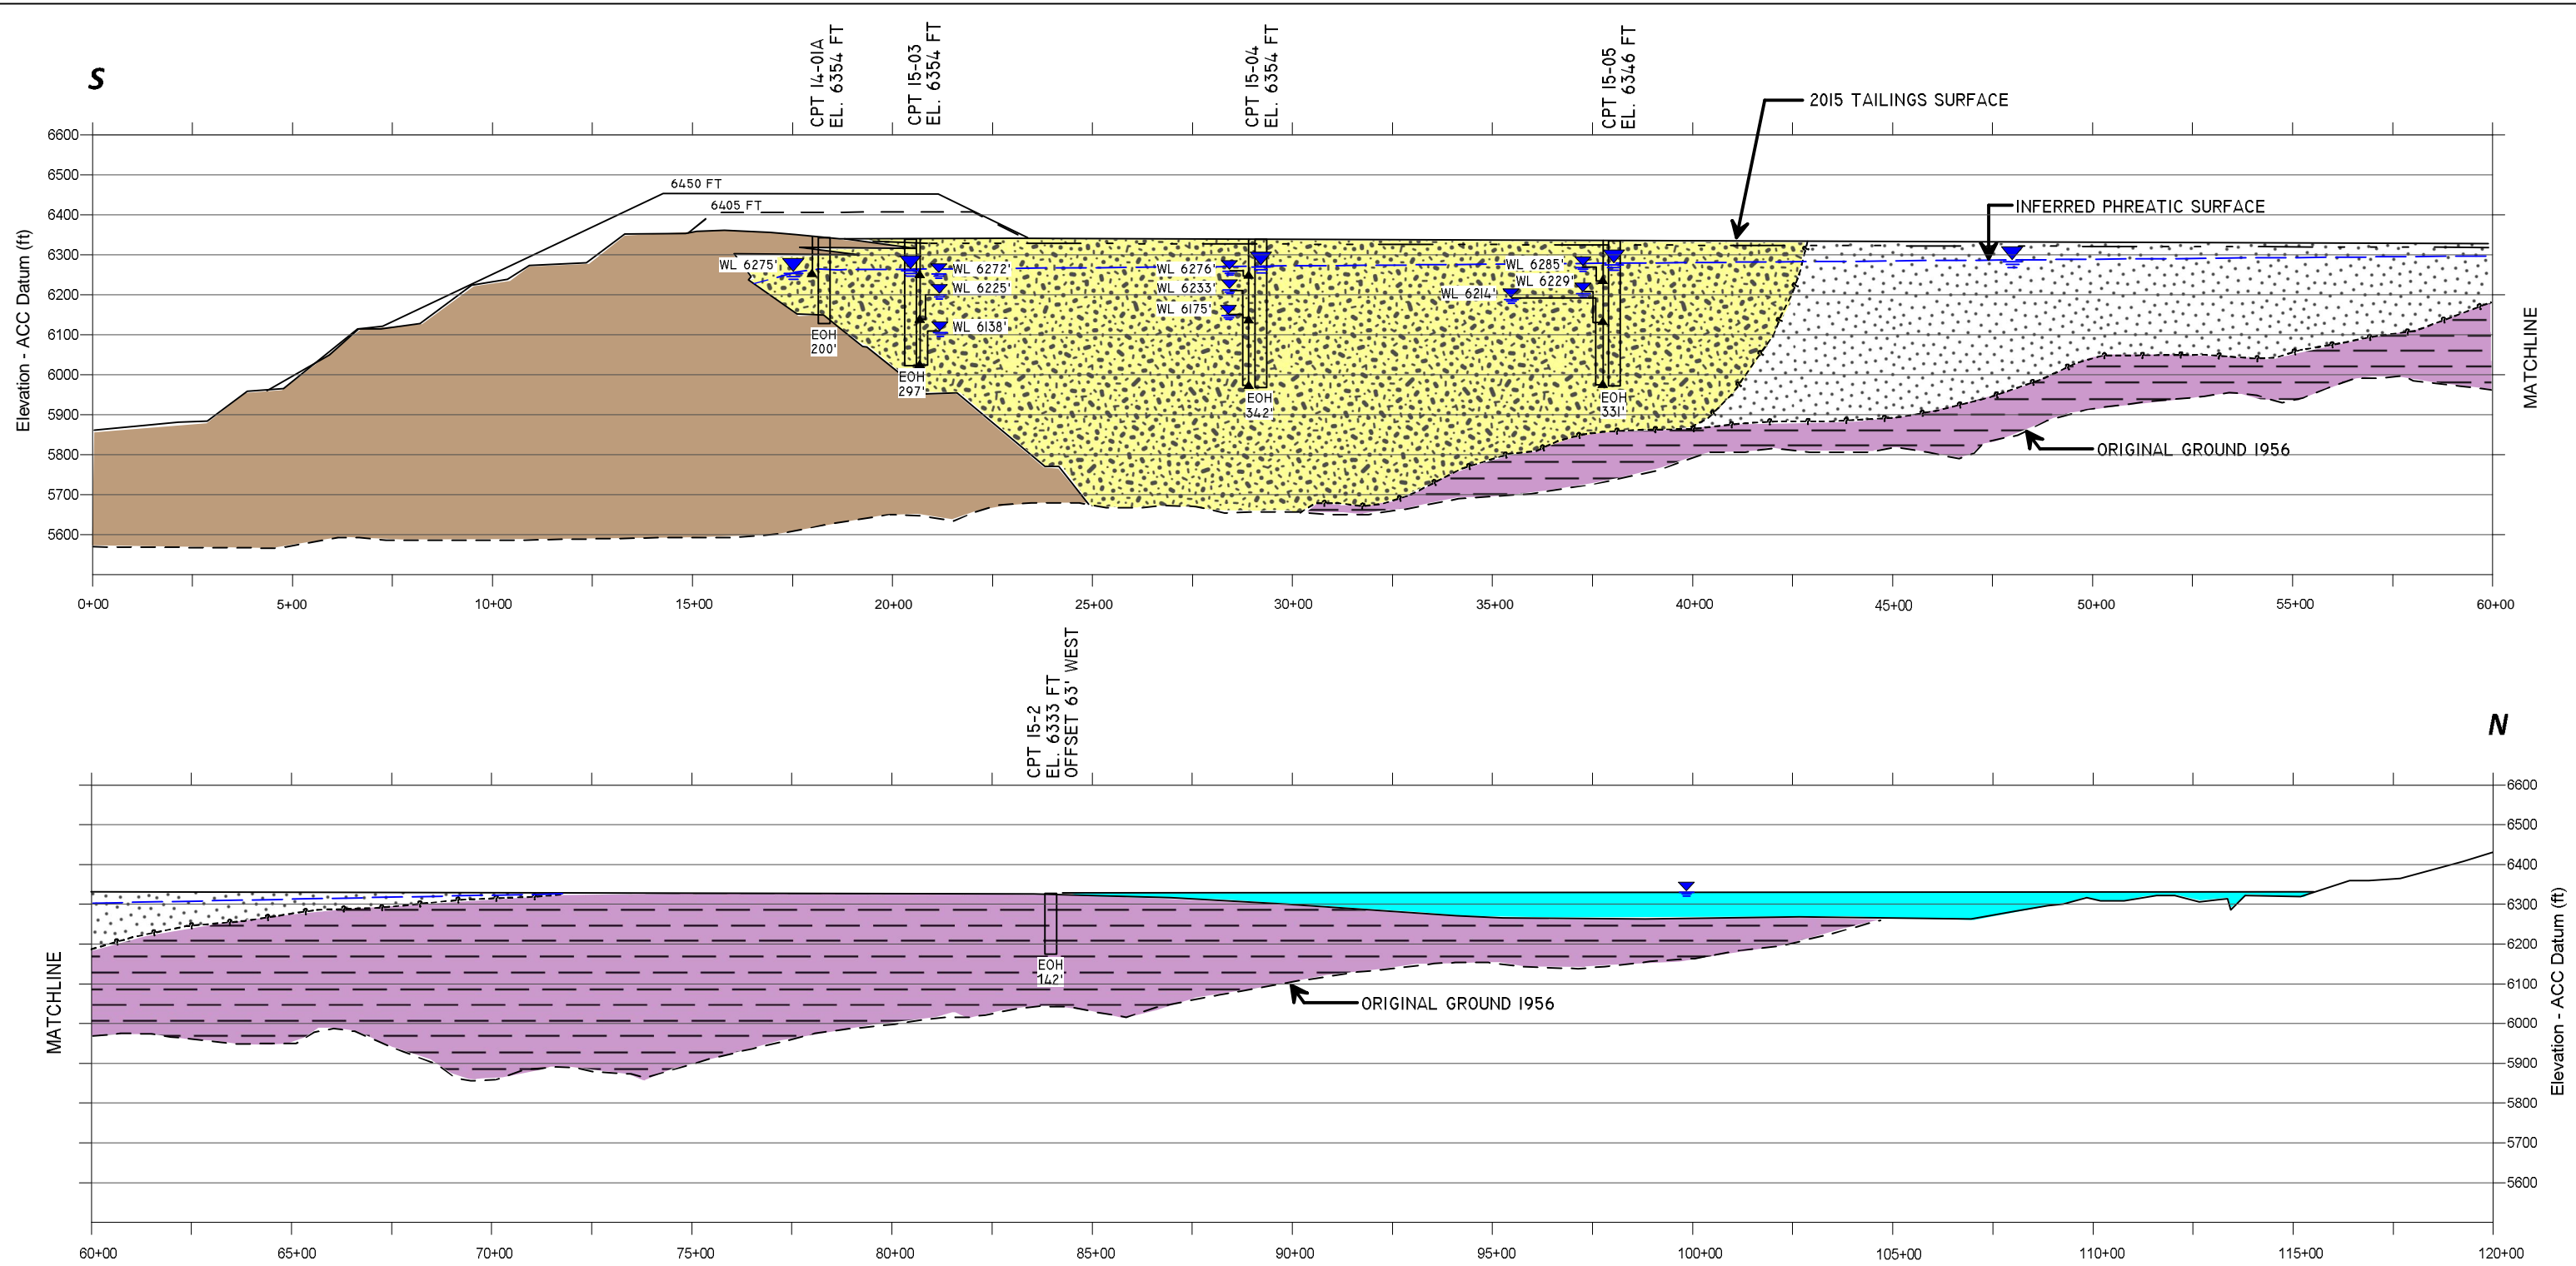 S
CPT 14-01A
EL. 6354 FT
CPT 15-03
EL. 6354 FT
CPT 15-04
EL. 6354 FT
CPT 15-05
EL. 6346 FT
2015 TAILINGS SURFACE
INFERRED PHREATIC SURFACE
ORIGINAL GROUND 1956
Elevation - ACC Datum (ft)
6600
6500
6400
6300
6200
6100
6000
5900
5800
5700
5600
6450 FT
6405 FT
WL 6275'
WL 6272'
WL 6225'
WL 6138'
WL 6276'
WL 6233'
WL 6175'
WL 6285'
WL 6229'
WL 6214'
EOH
200'
EOH
297'
EOH
342'
EOH
331'
MATCHLINE
0+00 5+00 10+00 15+00 20+00 25+00 30+00 35+00 40+00 45+00 50+00 55+00 60+00
CPT 15-2
EL. 6333 FT
OFFSET 63' WEST
N
MATCHLINE
EOH
142'
ORIGINAL GROUND 1956
6600
6500
6400
6300
6200
6100
6000
5900
5800
5700
5600
Elevation - ACC Datum (ft)
60+00 65+00 70+00 75+00 80+00 85+00 90+00 95+00 100+00 105+00 110+00 115+00 120+00